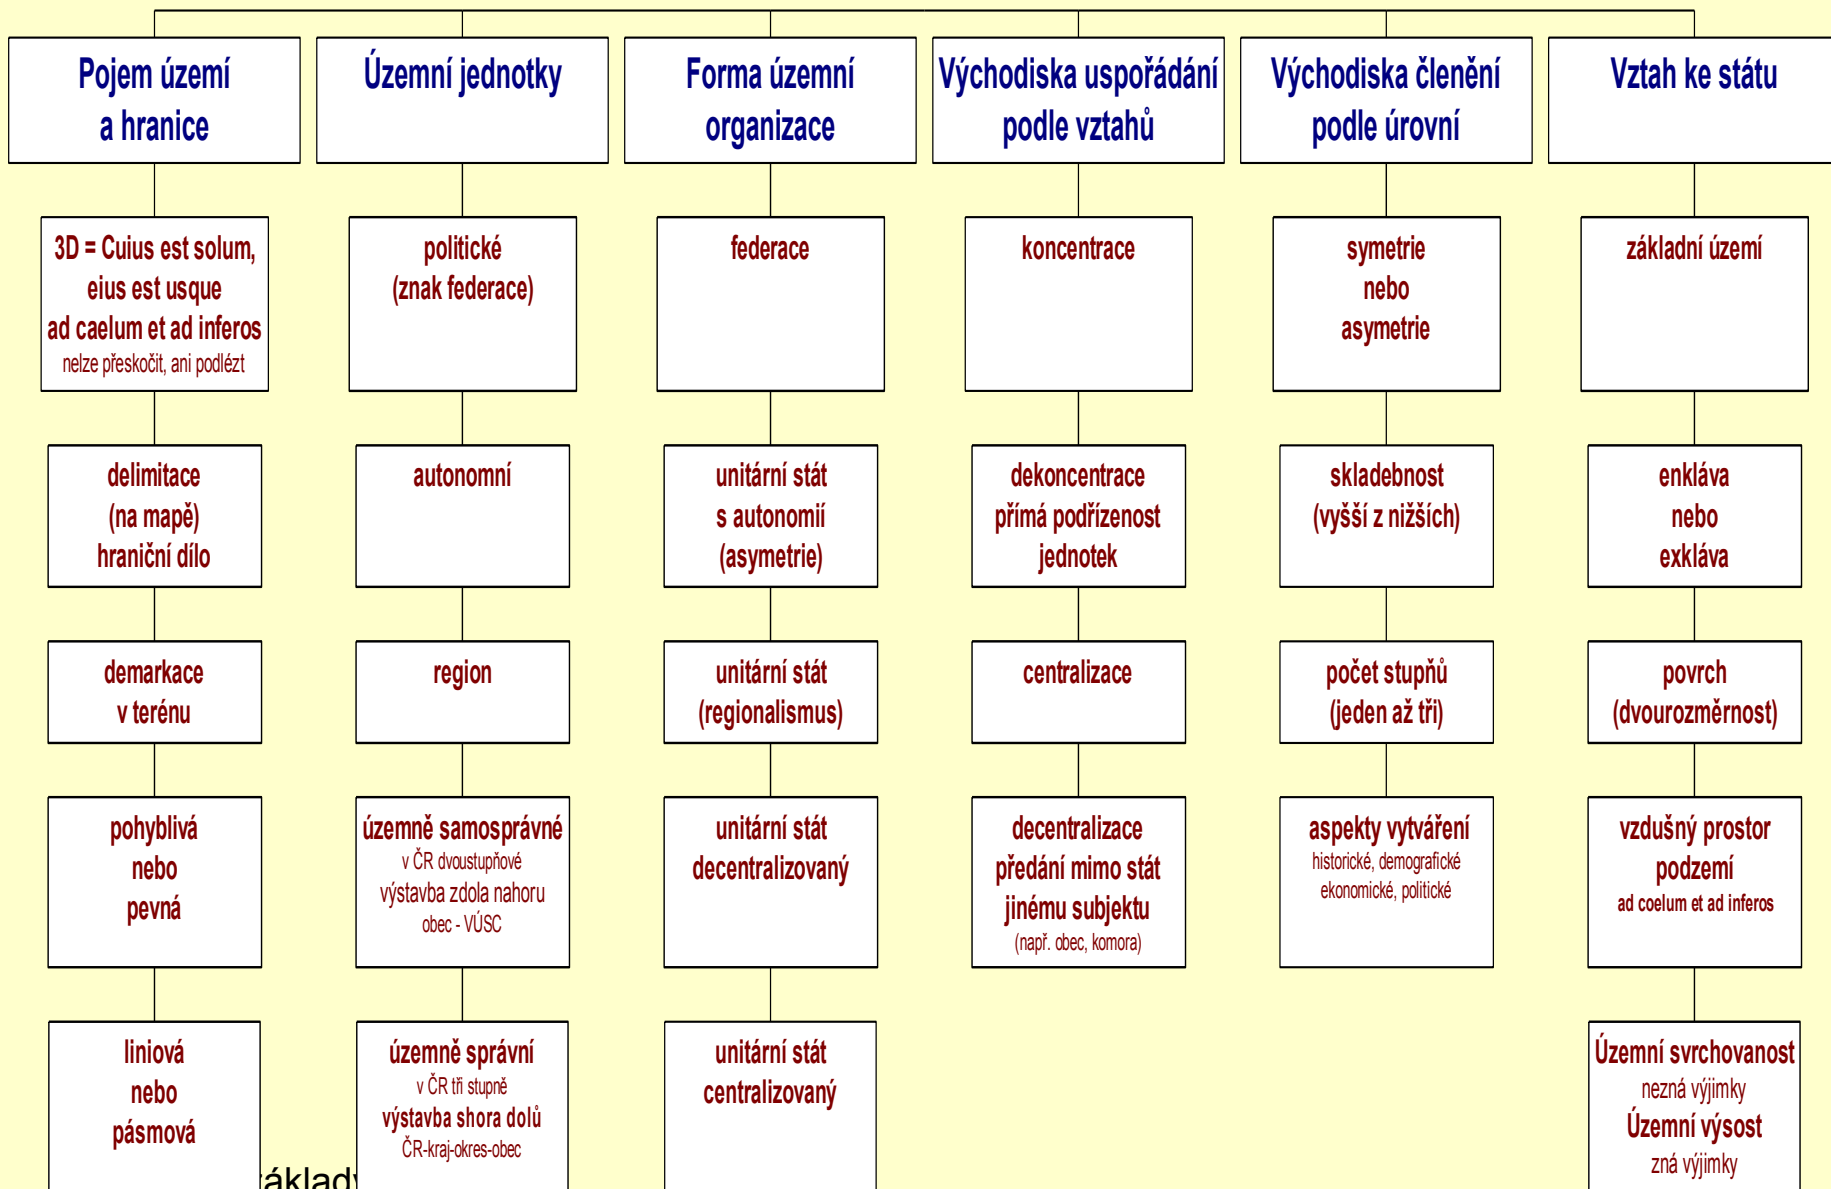 Pojem území
a hranice
Územní jednotky
Forma územní
organizace
Východiska uspořádání
podle vztahů
Východiska členění
podle úrovní
Vztah ke státu
3D = Cuius est solum,
eius est usque
ad caelum et ad inferos
nelze přeskočit, ani podlézt
politické
(znak federace)
federace
koncentrace
symetrie
nebo
asymetrie
základní území
delimitace
(na mapě)
hraniční dílo
autonomní
unitární stát
s autonomií
(asymetrie)
dekoncentrace
přímá podřízenost
jednotek
skladebnost
(vyšší z nižších)
enkláva
nebo
exkláva
demarkace
v terénu
region
unitární stát
(regionalismus)
centralizace
počet stupňů
(jeden až tři)
povrch
(dvourozměrnost)
pohyblivá
nebo
pevná
územně samosprávné
v ČR dvoustupňové
výstavba zdola nahoru
obec - VÚSC
unitární stát
decentralizovaný
decentralizace
předání mimo stát
jinému subjektu
(např. obec, komora)
aspekty vytváření
historické, demografické
ekonomické, politické
vzdušný prostor
podzemí
ad coelum et ad inferos
liniová
nebo
pásmová
územně správní
v ČR tři stupně
výstavba shora dolů
ČR-kraj-okres-obec
unitární stát
centralizovaný
Územní svrchovanost
nezná výjimky
Územní výsost
zná výjimky